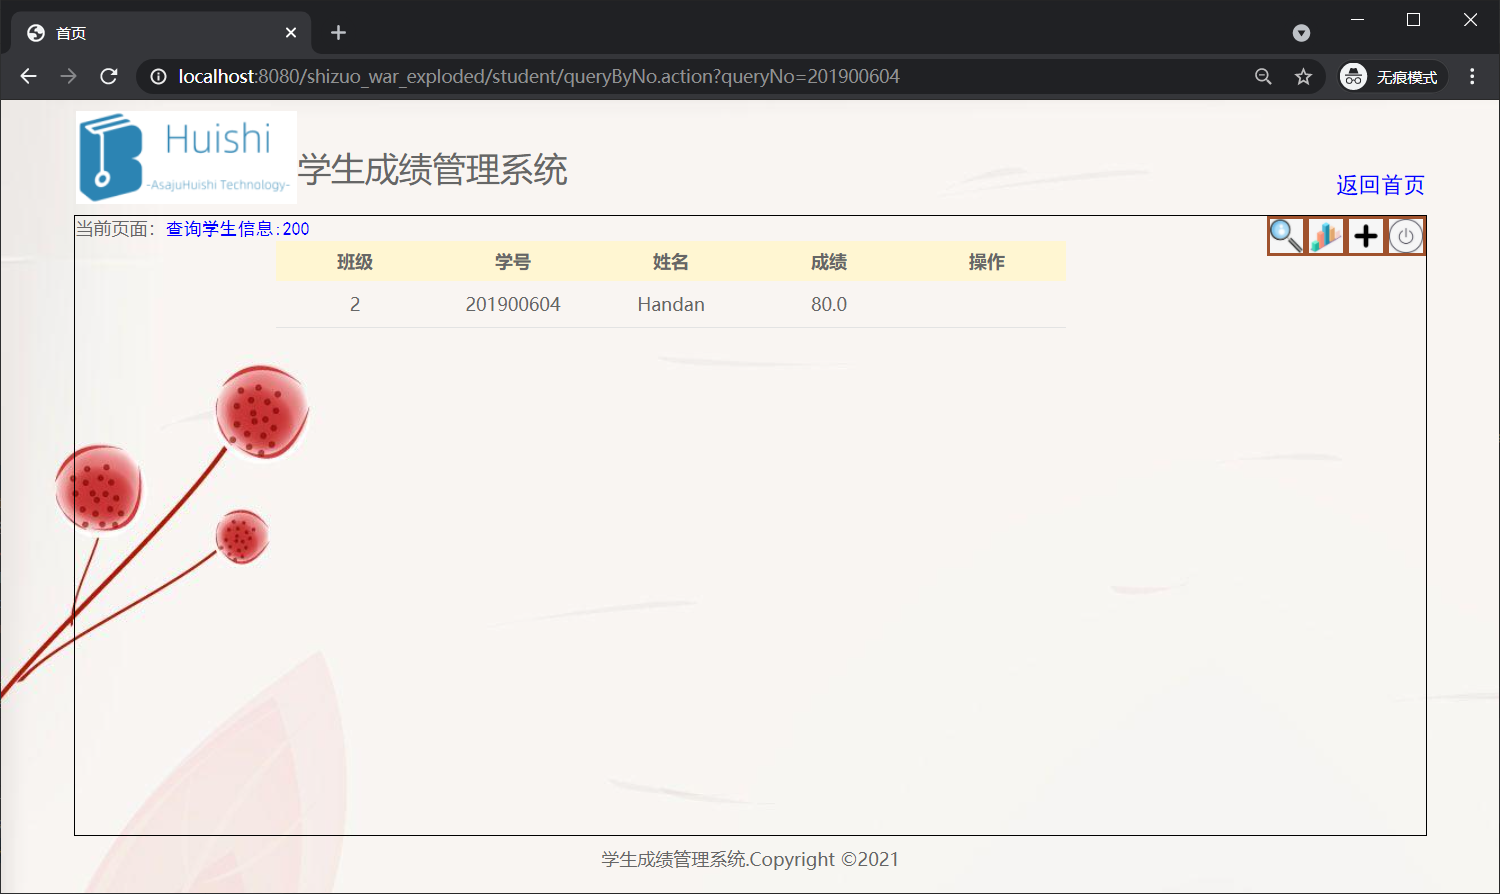 首页
localhost:8080/shizuo_war_exploded/student/queryByNo.action?queryNo=201900604
无痕模式
Huishi
-AsajuHuishi Technology-
学生成绩管理系统
返回首页
当前页面：查询学生信息:200
班级 学号 姓名 成绩 操作
2 201900604 Handan 80.0
学生成绩管理系统.Copyright ©2021